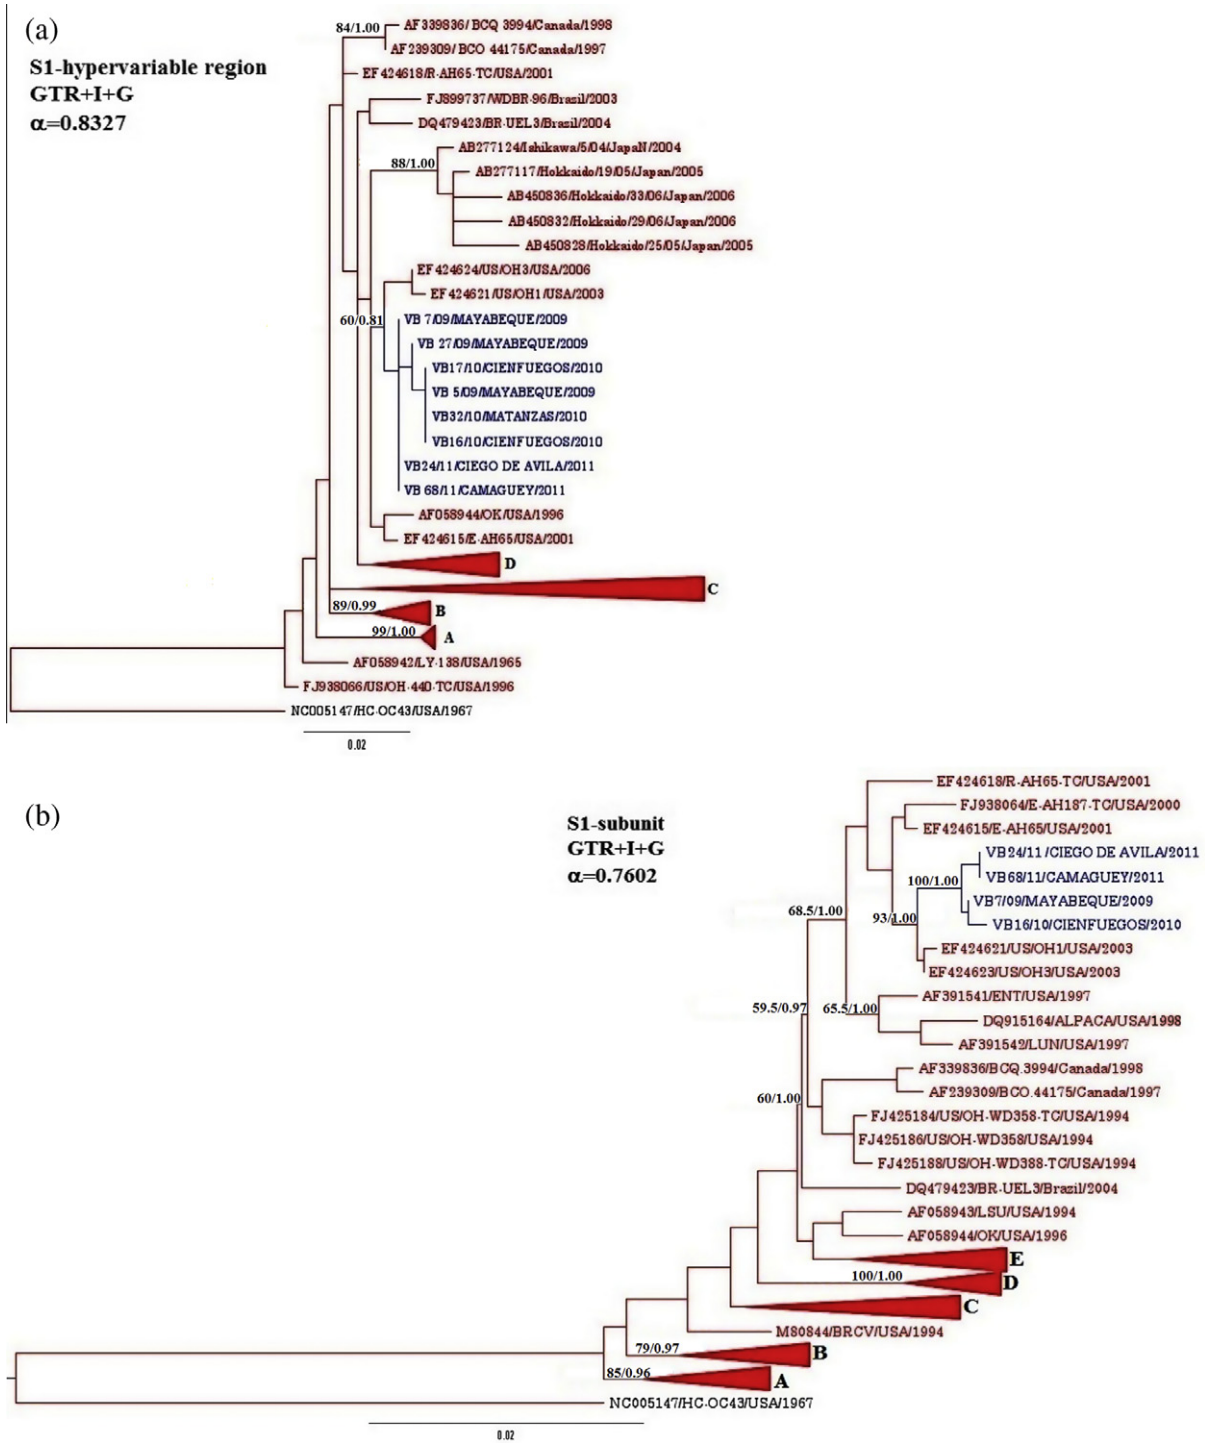 (a)
S1-hypervariable region
GTR+I+G
α=0.8327
84/1.00
AF339836/ BCQ 3994/Canada/1998
AF239309/ BCO 44175/Canada/1997
EF424618/R-AH65-TC/USA/2001
FJ899737/WDBR-96/Brasil/2003
DQ479423/BR-UEL3/Brasil/2004
AB277124/Ishikawa/5/04/JapaN/2004
88/1.00
AB277117/Hokkaido/19/05/Japan/2005
AB450836/Hokkaido/33/06/Japan/2006
AB450832/Hokkaido/29/06/Japan/2006
AB450828/Hokkaido/25/05/Japan/2005
EF424624/US/OH3/USA/2006
EF424621/US/OH1/USA/2003
60/0.81
VB 7/09/MAYABEQUE/2009
VB 27/09/MAYABEQUE/2009
VB17/10/CIENFUEGOS/2010
VB 5/09/MAYABEQUE/2009
VB32/10/MATANZAS/2010
VB16/10/CIENFUEGOS/2010
VB24/11/CIEGO DE AVILA/2011
VB 68/11/CAMAGUEY/2011
AF058944/OK/USA/1996
EF424615/E-AH65/USA/2001
D
C
89/0.99
B
99/1.00
A
AF058942/LY-138/USA/1965
FJ938066/US/OH-440-TC/USA/1996
NC005147/HC-OC43/USA/1967
0.02
(b)
S1-subunit
GTR+I+G
α=0.7602
EF424618/R-AH65-TC/USA/2001
FJ938064/E-AH187-TC/USA/2000
EF424615/E-AH65/USA/2001
VB24/11 /CIEGO DE AVILA/2011
100/1.00
VB68/11/CAMAGUEY/2011
VB7/09/MAYABEQUE/2009
68.5/1.00
93/1.00
VB16/10/CIENFUEGOS/2010
EF424621/US/OH1/USA/2003
EF424623/US/OH3/USA/2003
AF391541/ENT/USA/1997
59.5/0.97
65.5/1.00
DQ915164/ALPACA/USA/1998
AF391542/LUN/USA/1997
AF339836/BCQ.3994/Canada/1998
AF239309/BCO.44175/Canada/1997
60/1.00
FJ425184/US/OH-WD358-TC/USA/1994
FJ425186/US/OH-WD358/USA/1994
FJ425188/US/OH-WD388-TC/USA/1994
DQ479423/BR-UEL3/Brazil/2004
AF058943/LSU/USA/1994
AF058944/OK/USA/1996
E
100/1.00
D
C
M80844/BRCV/USA/1994
79/0.97
B
85/0.96
A
NC005147/HC-OC43/USA/1967
0.02